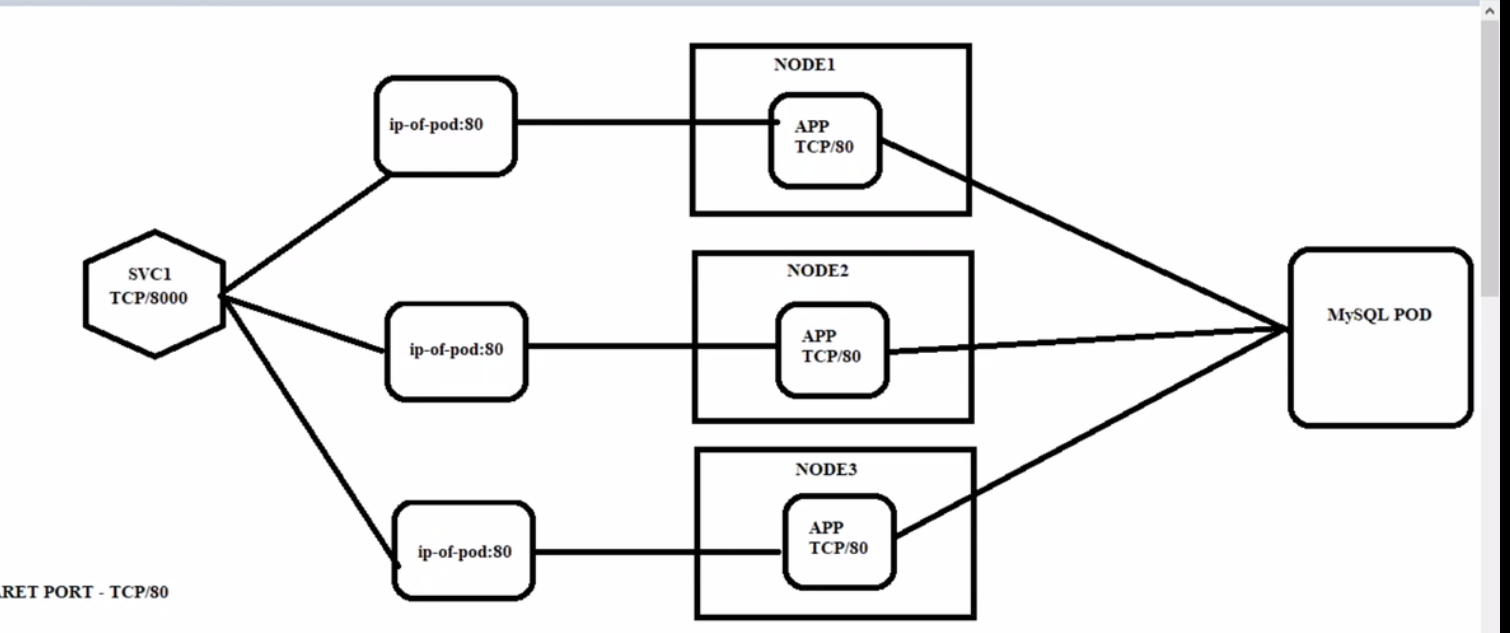 NODE1
ip-of-pod:80
APP
TCP/80
SVC1
TCP/8000
NODE2
ip-of-pod:80
APP
TCP/80
MySQL POD
NODE3
ip-of-pod:80
APP
TCP/80
RET PORT - TCP/80